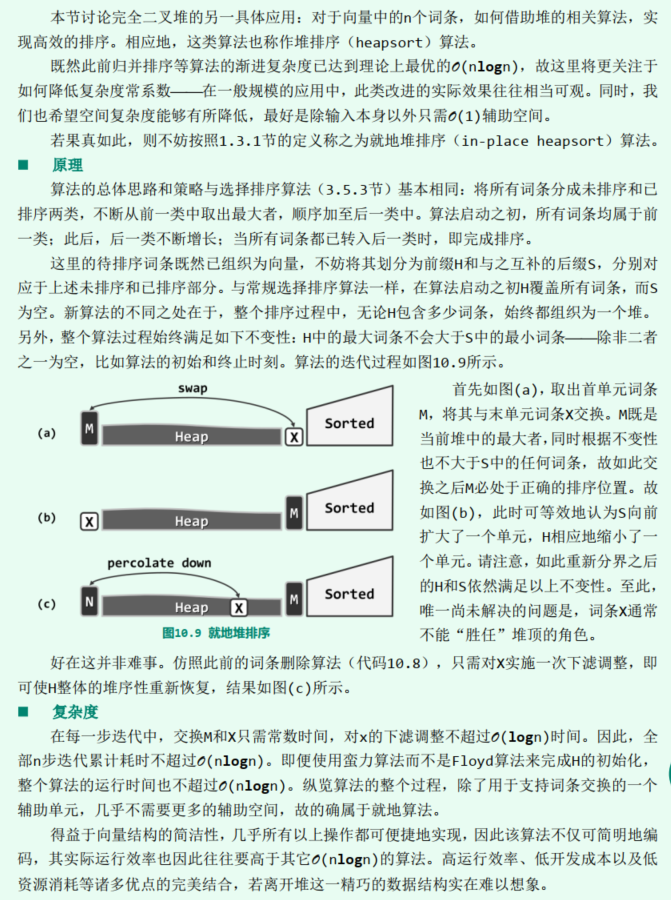 本节讨论完全二叉堆的另一具体应用：对于向量中的n个词条，如何借助堆的相关算法，实
现高效的排序。相应地，这类算法也称作堆排序（heapsort）算法。
既然此前归并排序等算法的渐进复杂度已达到理论上最优的O(nlogn)，故这里将更关注于
如何降低复杂度常系数——在一般规模的应用中，此类改进的实际效果往往相当可观。同时，我
们也希望空间复杂度能够有所降低，最好是除输入本身以外只需O(1)辅助空间。
若果真如此，则不妨按照1.3.1节的定义称之为就地堆排序（in-place heapsort）算法。
■ 原理
算法的总体思路和策略与选择排序算法（3.5.3节）基本相同：将所有词条分成未排序和已
排序两类，不断从前一类中取出最大者，顺序加至后一类中。算法启动之初，所有词条均属于前
一类；此后，后一类不断增长；当所有词条都已转入后一类时，即完成排序。
这里的待排序词条既然已组织为向量，不妨将其划分为前缀H和与之互补的后缀S，分别对
应于上述未排序和已排序部分。与常规选择排序算法一样，在算法启动之初H覆盖所有词条，而S
为空。新算法的不同之处在于，整个排序过程中，无论H包含多少词条，始终都组织为一个堆。
另外，整个算法过程始终满足如下不变性：H中的最大词条不会大于S中的最小词条——除非二者
之一为空，比如算法的初始和终止时刻。算法的迭代过程如图10.9所示。
swap
(a) M Heap X Sorted
(b) X Heap M Sorted
percolate down
(c) N Heap X M Sorted
图10.9 就地堆排序
首先如图(a)，取出首单元词条
M，将其与末单元词条X交换。M既是
当前堆中的最大者，同时根据不变性
也不大于S中的任何词条，故如此交
换之后M必处于正确的排序位置。故
如图(b)，此时可等效地认为S向前
扩大了一个单元，H相应地缩小了一
个单元。请注意，如此重新分界之后
的H和S依然满足以上不变性。至此，
唯一尚未解决的问题是，词条X通常
不能“胜任”堆顶的角色。
好在这并非难事。仿照此前的词条删除算法（代码10.8），只需对X实施一次下滤调整，即
可使H整体的堆序性重新恢复，结果如图(c)所示。
■ 复杂度
在每一步迭代中，交换M和X只需常数时间，对x的下滤调整不超过O(logn)时间。因此，全
部n步迭代累计耗时不超过O(nlogn)。即便使用蛮力算法而不是Floyd算法来完成H的初始化，
整个算法的运行时间也不超过O(nlogn)。纵览算法的整个过程，除了用于支持词条交换的一个
辅助单元，几乎不需要更多的辅助空间，故的确属于就地算法。
得益于向量结构的简洁性，几乎所有以上操作都可便捷地实现，因此该算法不仅可简明地编
码，其实际运行效率也因此往往要高于其它O(nlogn)的算法。高运行效率、低开发成本以及低
资源消耗等诸多优点的完美结合，若离开堆这一精巧的数据结构实在难以想象。